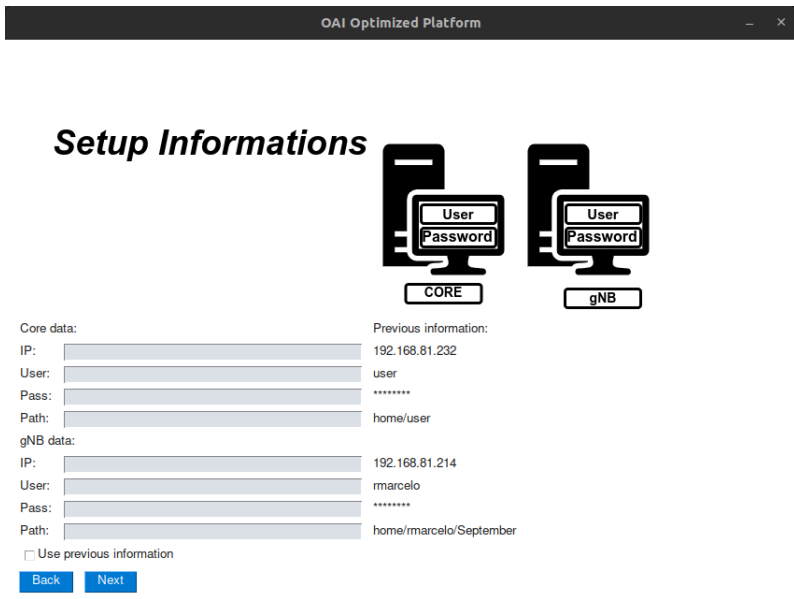 OAI Optimized Platform
Setup Informations
User User
Password Password
CORE gNB
Core data: Previous information:
IP: 192.168.81.232
User: user
Pass: ********
Path: home/user
gNB data:
IP: 192.168.81.214
User: rmarcelo
Pass: ********
Path: home/rmarcelo/September
Use previous information
Back Next